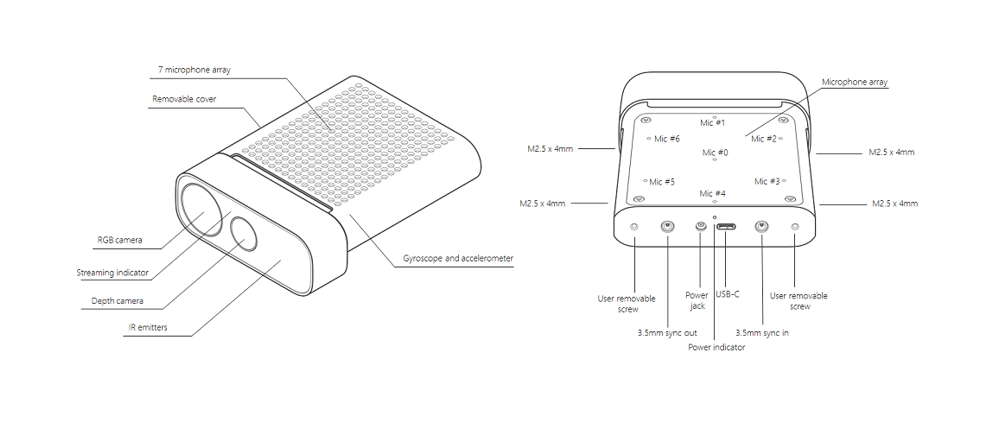 7 microphone array
Removable cover
RGB camera
Streaming indicator
Depth camera
IR emitters
Gyroscope and accelerometer
Microphone array
Mic #1
Mic #6
Mic #2
Mic #0
Mic #5
Mic #3
Mic #4
M2.5 x 4mm
M2.5 x 4mm
M2.5 x 4mm
M2.5 x 4mm
User removable
screw
3.5mm sync out
Power
jack
USB-C
Power indicator
3.5mm sync in
User removable
screw